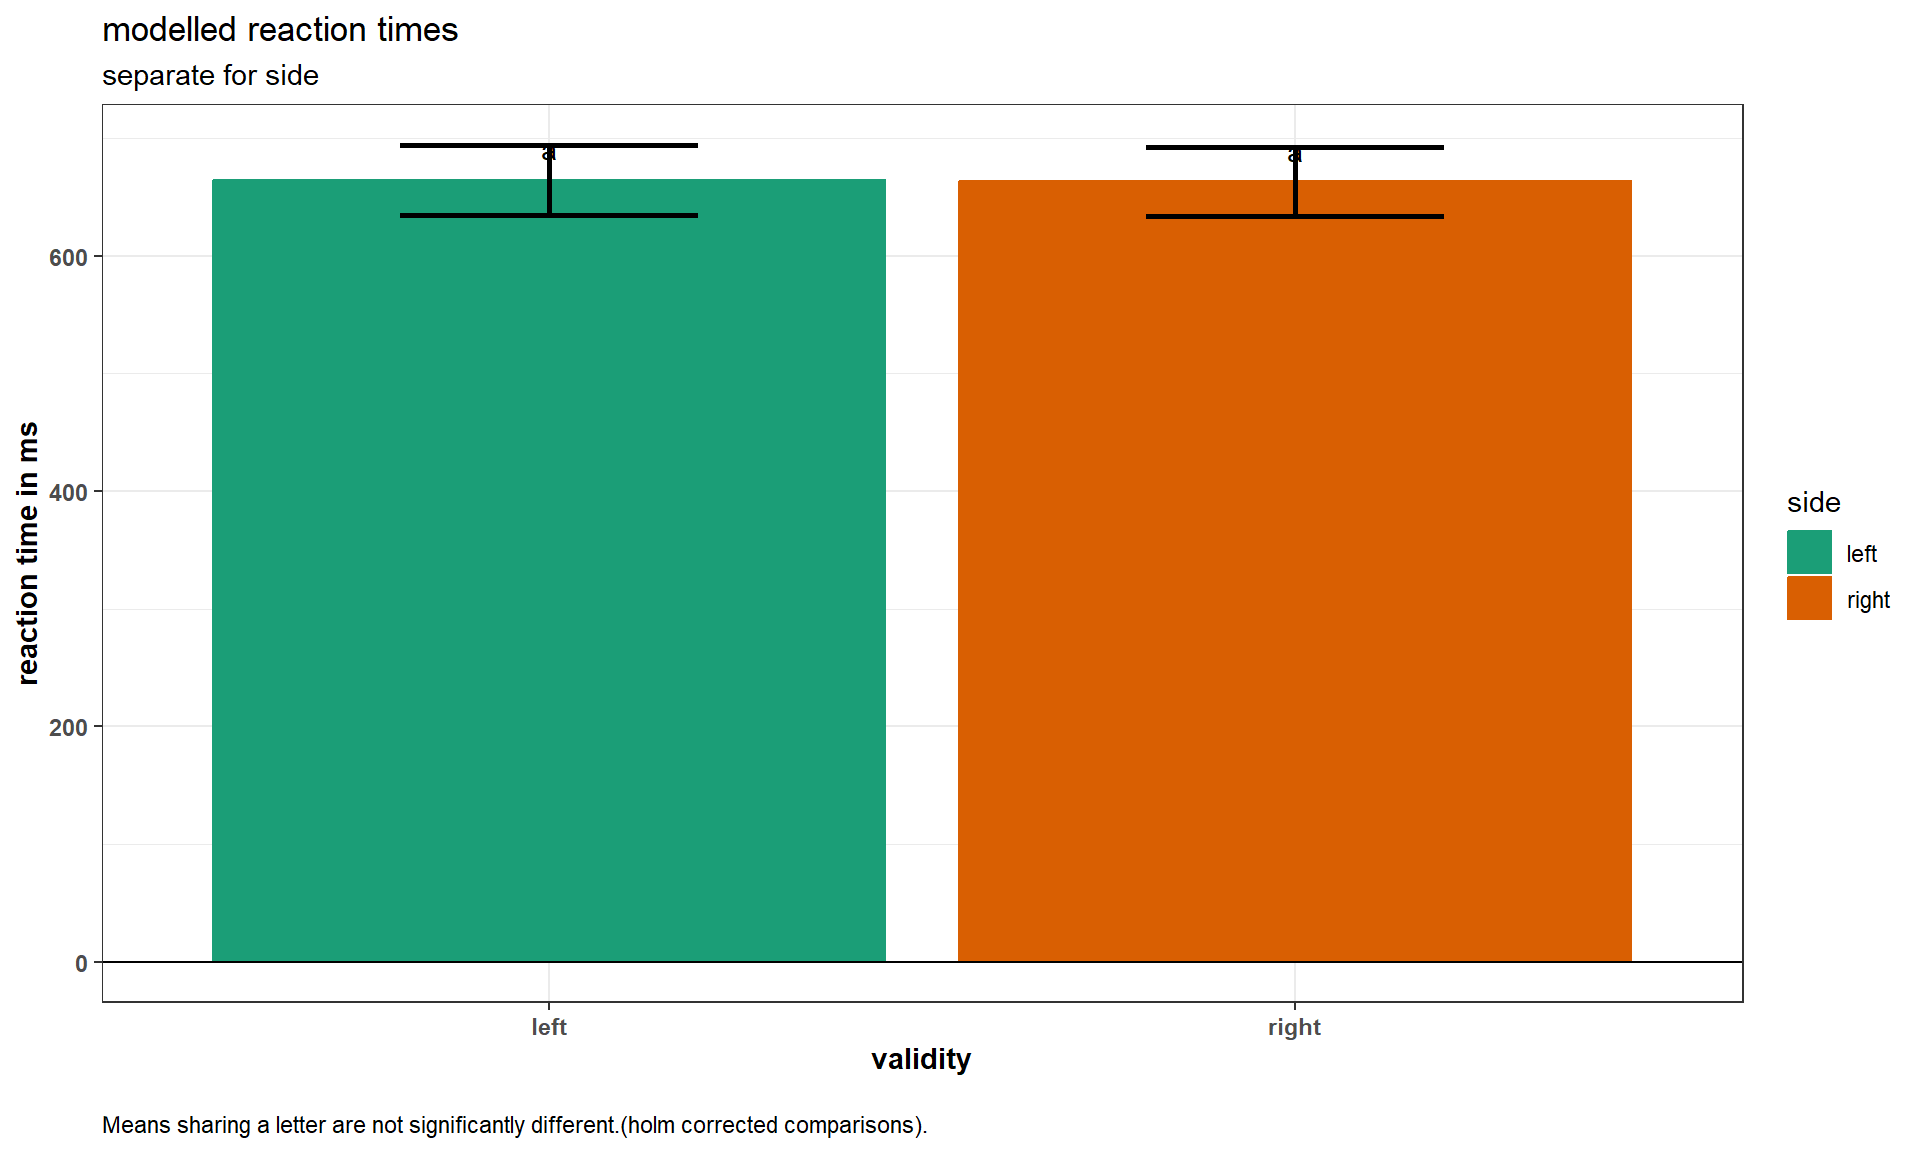 modelled reaction times
separate for side
a
a
reaction time in ms
600
400
200
0
left
right
validity
side
left
right
Means sharing a letter are not significantly different.(holm corrected comparisons).